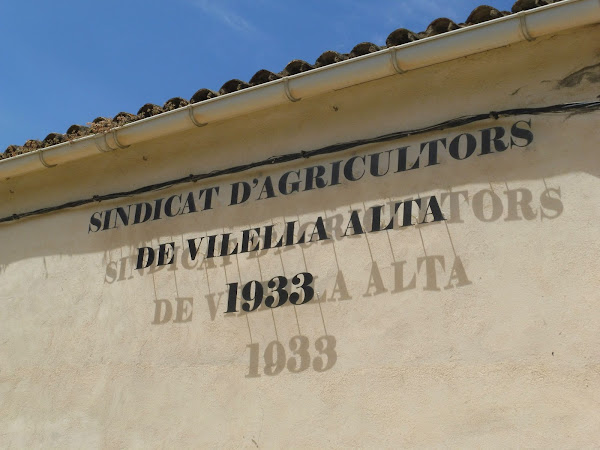 SINDICAT D'AGRICULTORS
DE VILELLA ALTA
1933